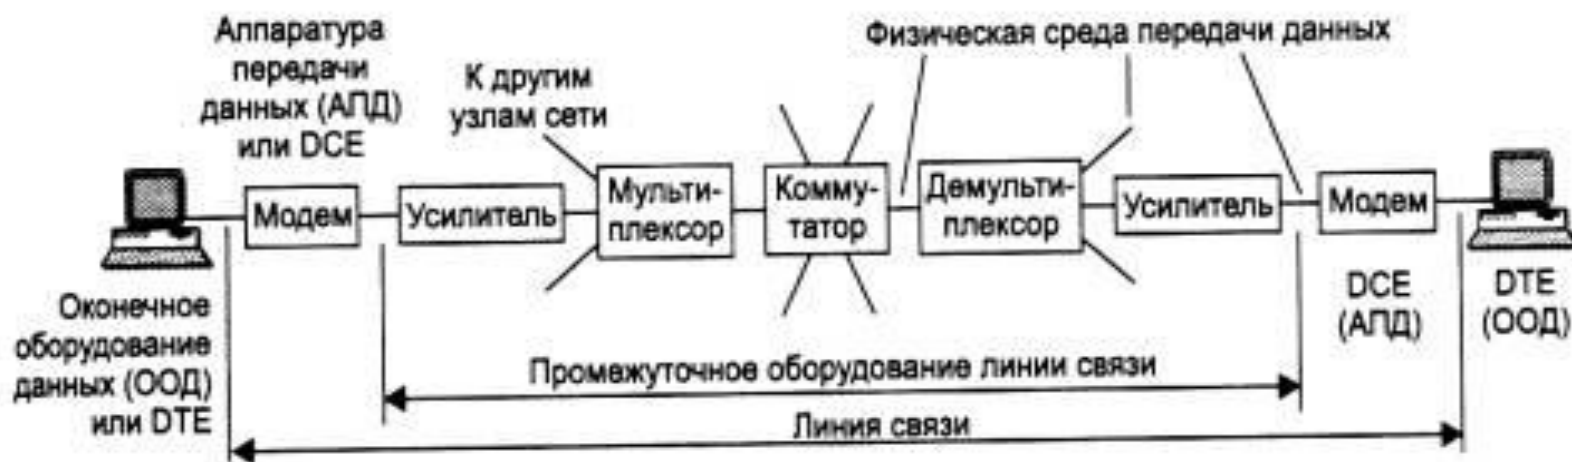 Аппаратура
передачи
данных (АПД)
или DCE
К другим
узлам сети
Физическая среда передачи данных
Модем
Усилитель
Мульти-
плексор
Комму-
татор
Демульти-
плексор
Усилитель
Модем
Оконечное
оборудование
данных (ООД)
или DTE
DCE
(АПД)
DTE
(ООД)
Промежуточное оборудование линии связи
Линия связи